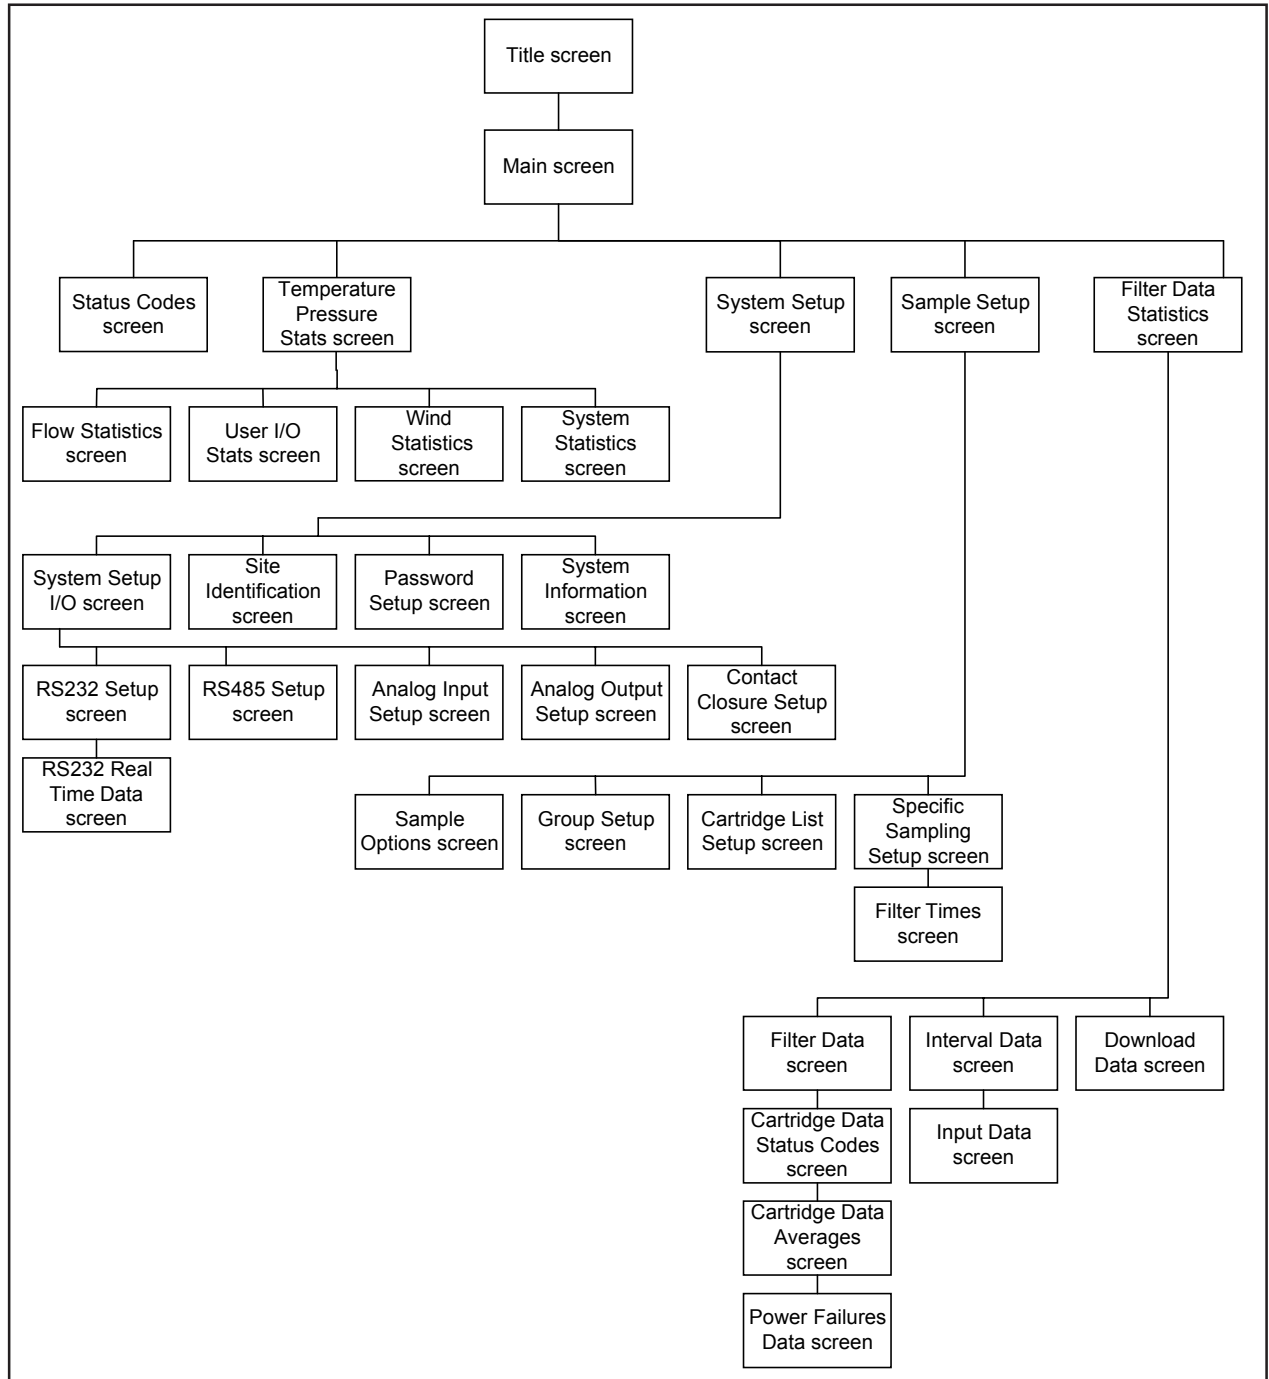 Title screen
Main screen
Status Codes
screen
Temperature
Pressure
Stats screen
System Setup
screen
Sample Setup
screen
Filter Data
Statistics
screen
Flow Statistics
screen
User I/O
Stats screen
Wind
Statistics
screen
System
Statistics
screen
System Setup
I/O screen
Site
Identification
screen
Password
Setup screen
System
Information
screen
RS232 Setup
screen
RS485 Setup
screen
Analog Input
Setup screen
Analog Output
Setup screen
Contact
Closure Setup
screen
RS232 Real
Time Data
screen
Sample
Options screen
Group Setup
screen
Cartridge List
Setup screen
Specific
Sampling
Setup screen
Filter Times
screen
Filter Data
screen
Interval Data
screen
Download
Data screen
Cartridge Data
Status Codes
screen
Input Data
screen
Cartridge Data
Averages
screen
Power Failures
Data screen